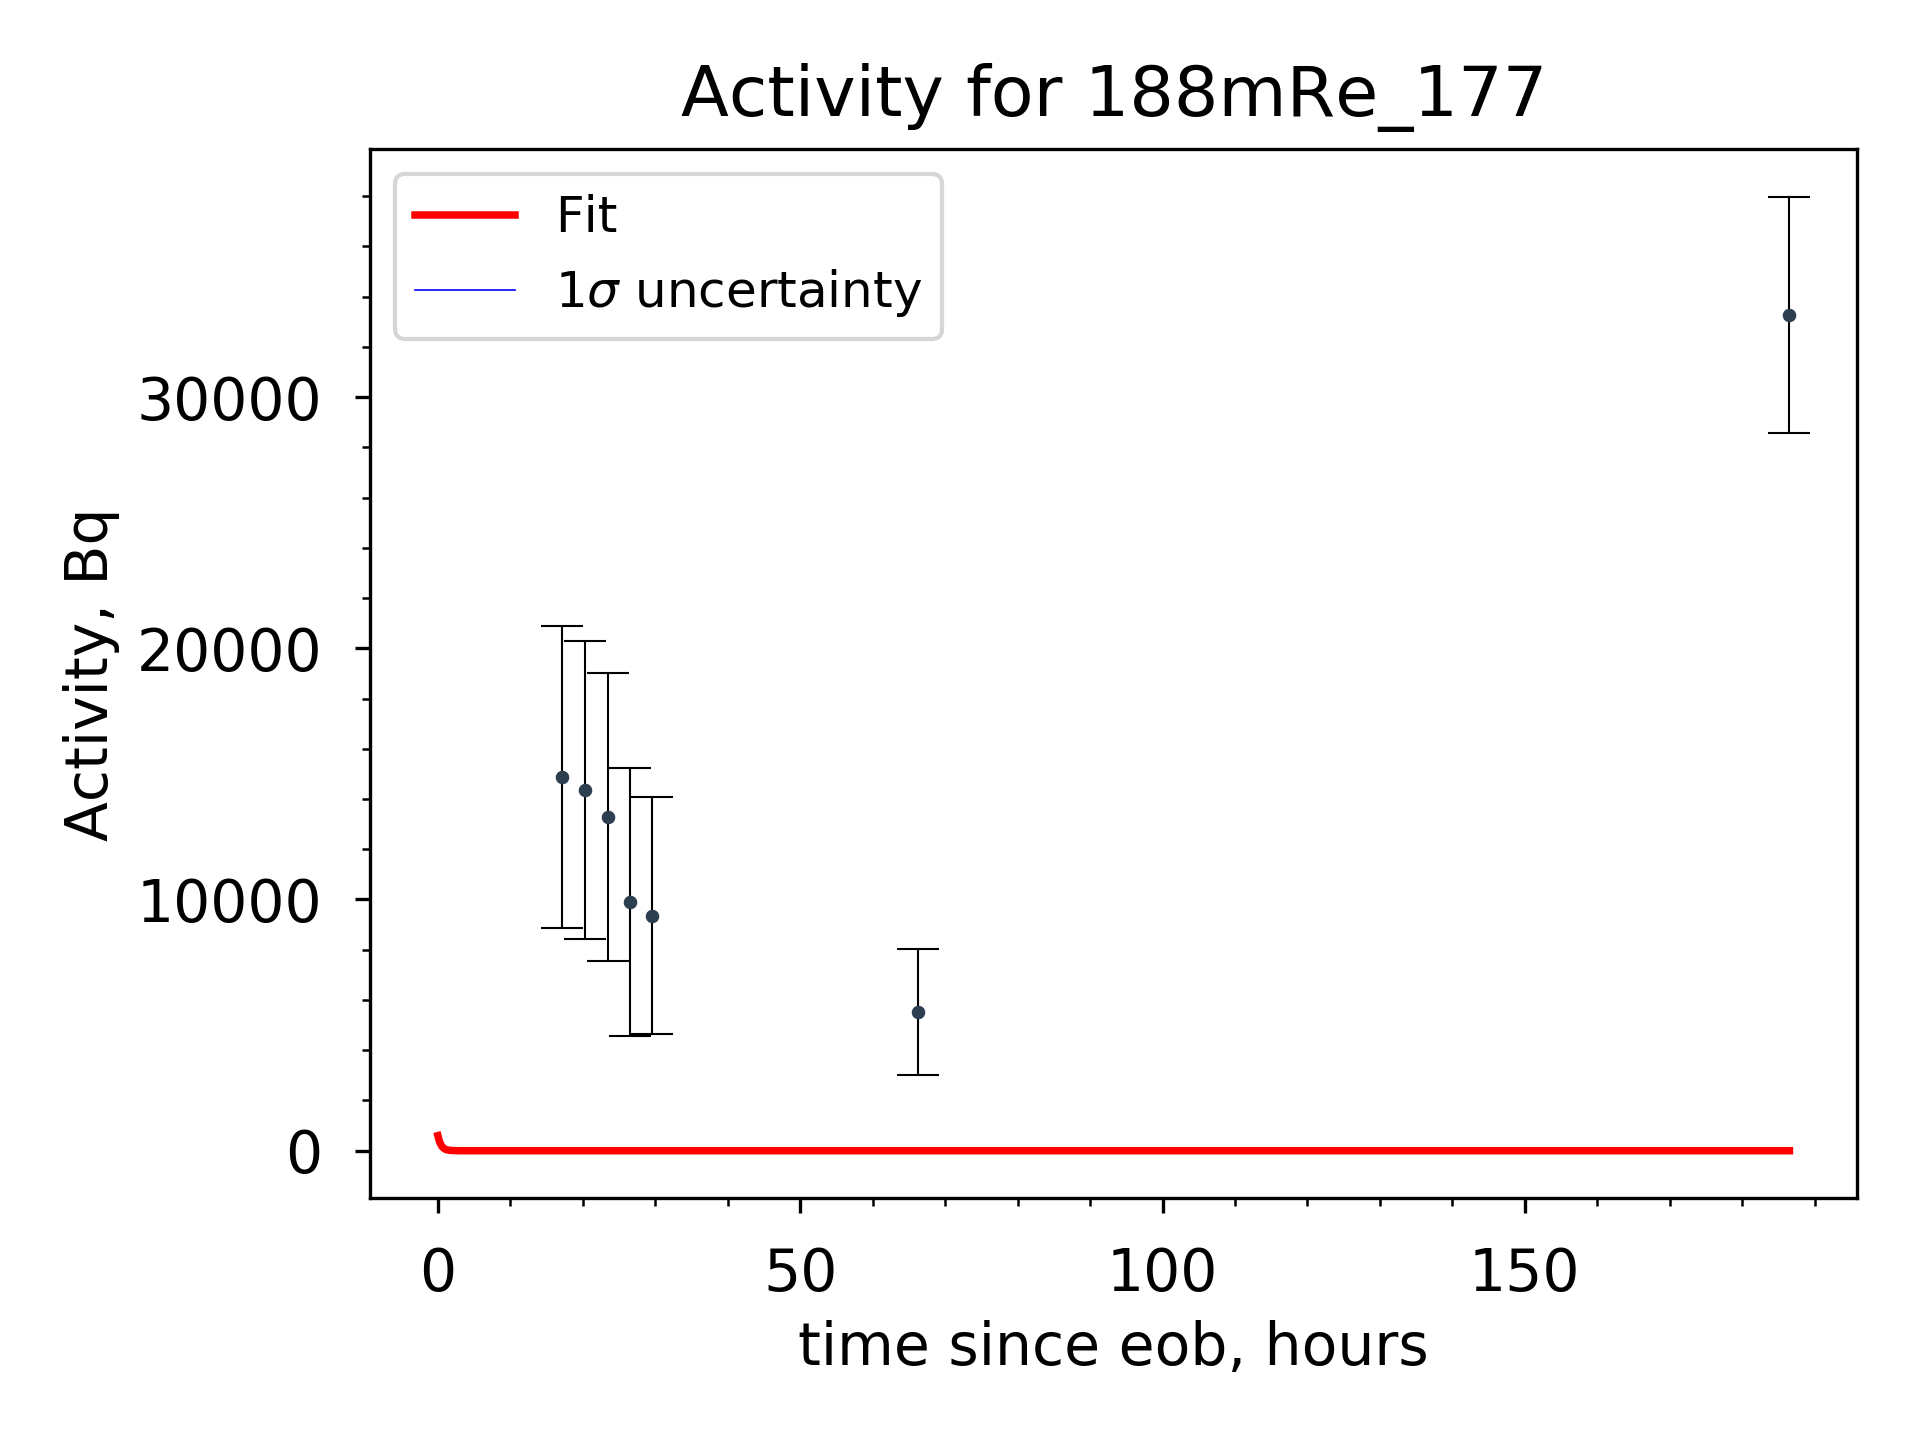 Activity for 188mRe_177
Fit
1σ uncertainty
Activity, Bq
30000
20000
10000
0
0 50 100 150
time since eob, hours